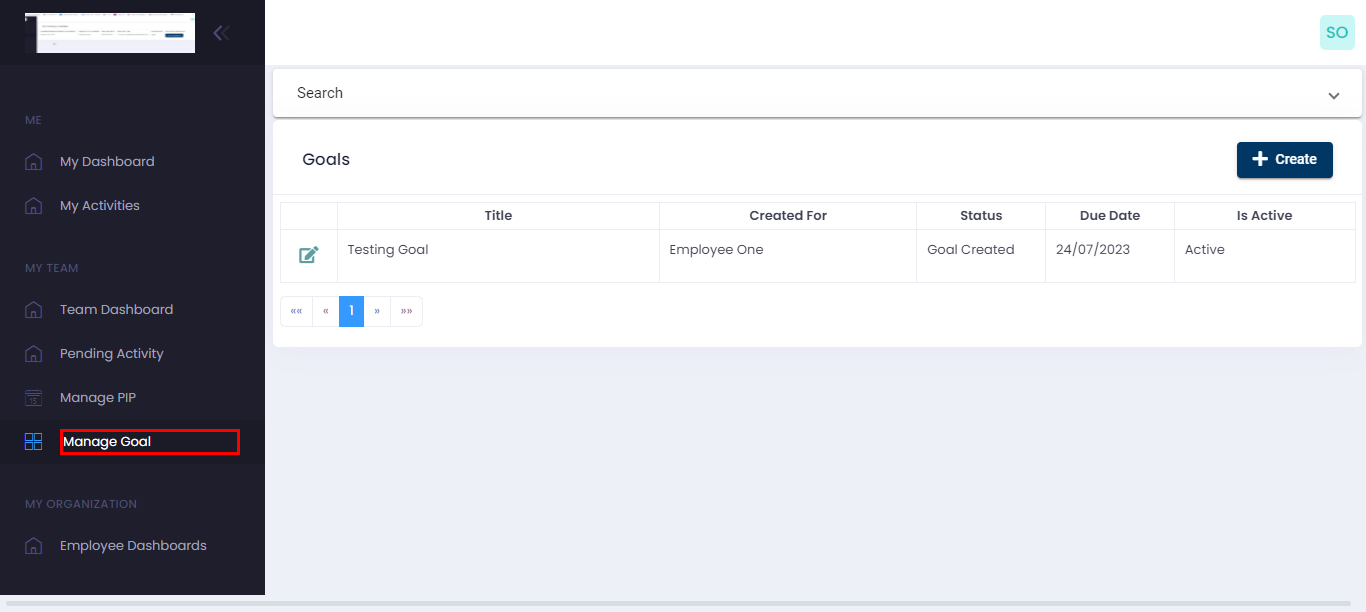 SO
ME
My Dashboard
My Activities
MY TEAM
Team Dashboard
Pending Activity
Manage PIP
Manage Goal
MY ORGANIZATION
Employee Dashboards
Search
Goals
Create
Title Created For Status Due Date Is Active
Testing Goal Employee One Goal Created 24/07/2023 Active
«« « 1 » »»